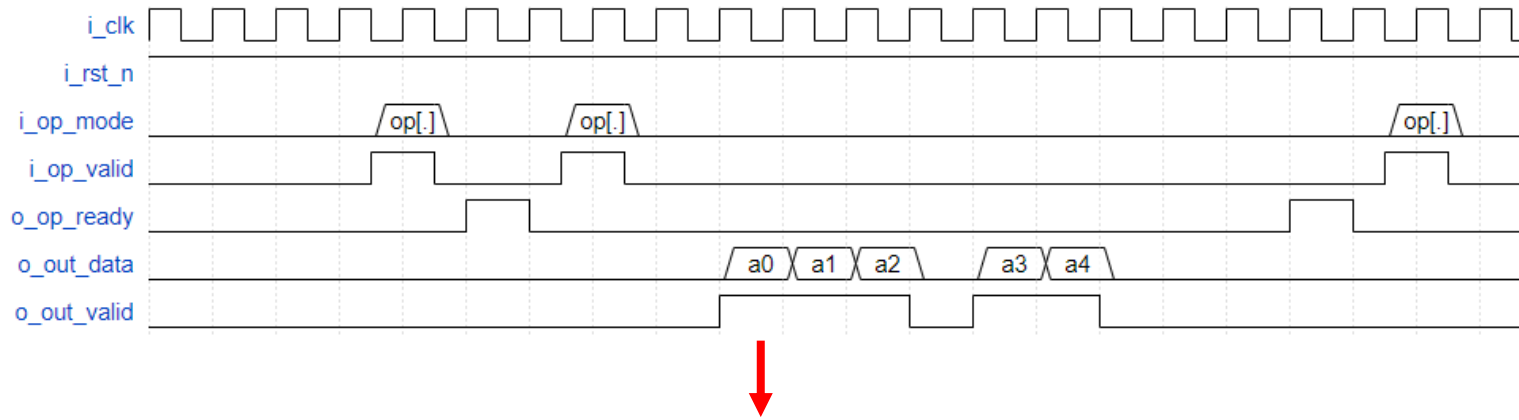 i_clk
i_rst_n
i_op_mode op[.] op[.] op[.]
i_op_valid
o_op_ready
o_out_data a0 a1 a2 a3 a4
o_out_valid